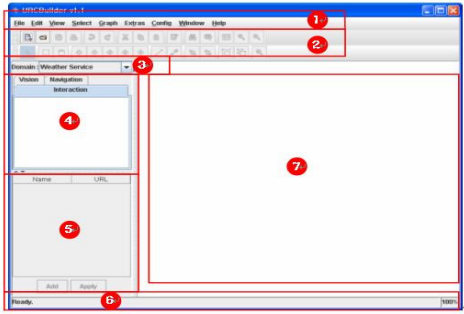 URCBuilder v1.1
File Edit View Select Graph Extras Config Window Help
1
2
Domain : Weather Service
3
Vision Navigation
Interaction
4
7
Name URL
5
Add Apply
6
Ready. 100%